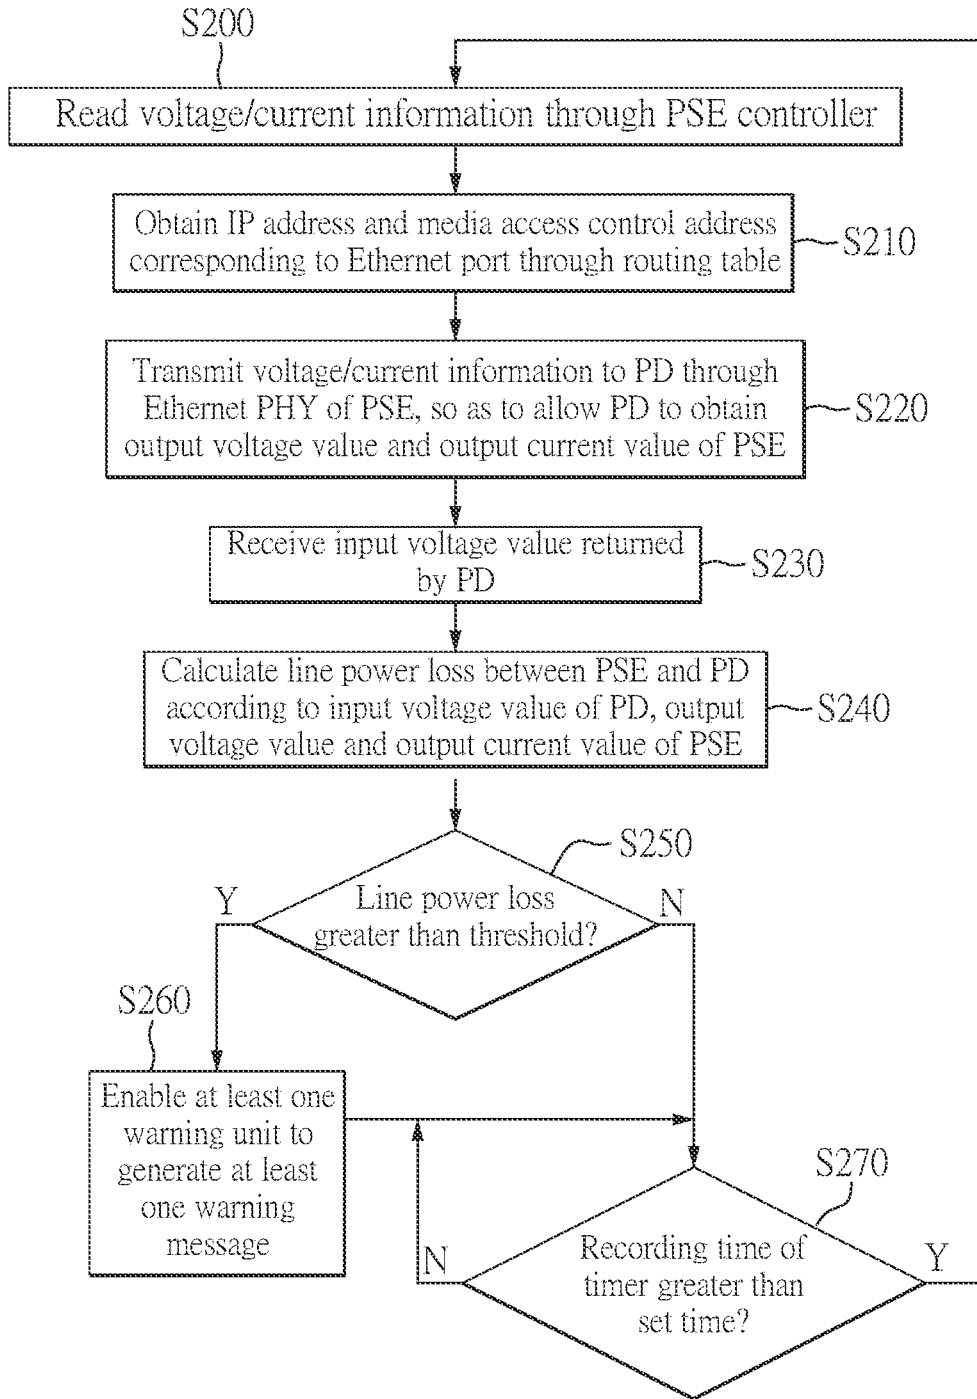 S200
Read voltage/current information through PSE controller
Obtain IP address and media access control address
corresponding to Ethernet port through routing table
S210
Transmit voltage/current information to PD through
Ethernet PHY of PSE, so as to allow PD to obtain
output voltage value and output current value of PSE
S220
Receive input voltage value returned
by PD
S230
Calculate line power loss between PSE and PD
according to input voltage value of PD, output
voltage value and output current value of PSE
S240
S250
Y
Line power loss
greater than threshold?
N
S260
Enable at least one
warning unit to
generate at least
one warning
message
S270
N
Recording time of
timer greater than
set time?
Y